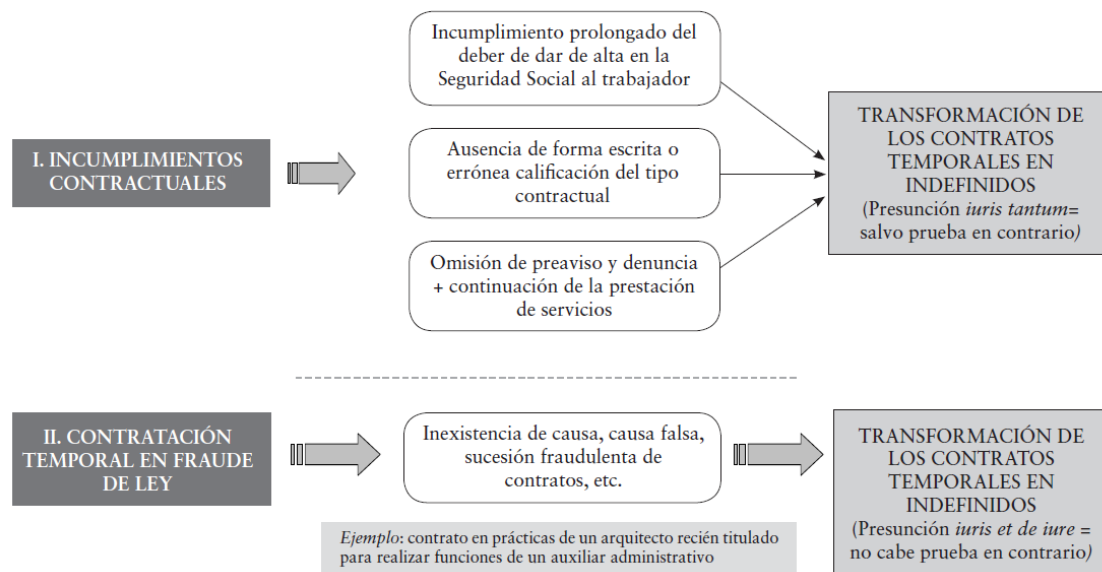 I. INCUMPLIMIENTOS
CONTRACTUALES
Incumplimiento prolongado del
deber de dar de alta en la
Seguridad Social al trabajador
Ausencia de forma escrita o
errónea calificación del tipo
contractual
Omisión de preaviso y denuncia
+ continuación de la prestación
de servicios
TRANSFORMACIÓN DE
LOS CONTRATOS
TEMPORALES EN
INDEFINIDOS
(Presunción iuris tantum=
salvo prueba en contrario)
II. CONTRATACIÓN
TEMPORAL EN FRAUDE
DE LEY
Inexistencia de causa, causa falsa,
sucesión fraudulenta de
contratos, etc.
Ejemplo: contrato en prácticas de un arquitecto recién titulado
para realizar funciones de un auxiliar administrativo
TRANSFORMACIÓN DE
LOS CONTRATOS
TEMPORALES EN
INDEFINIDOS
(Presunción iuris et de iure =
no cabe prueba en contrario)